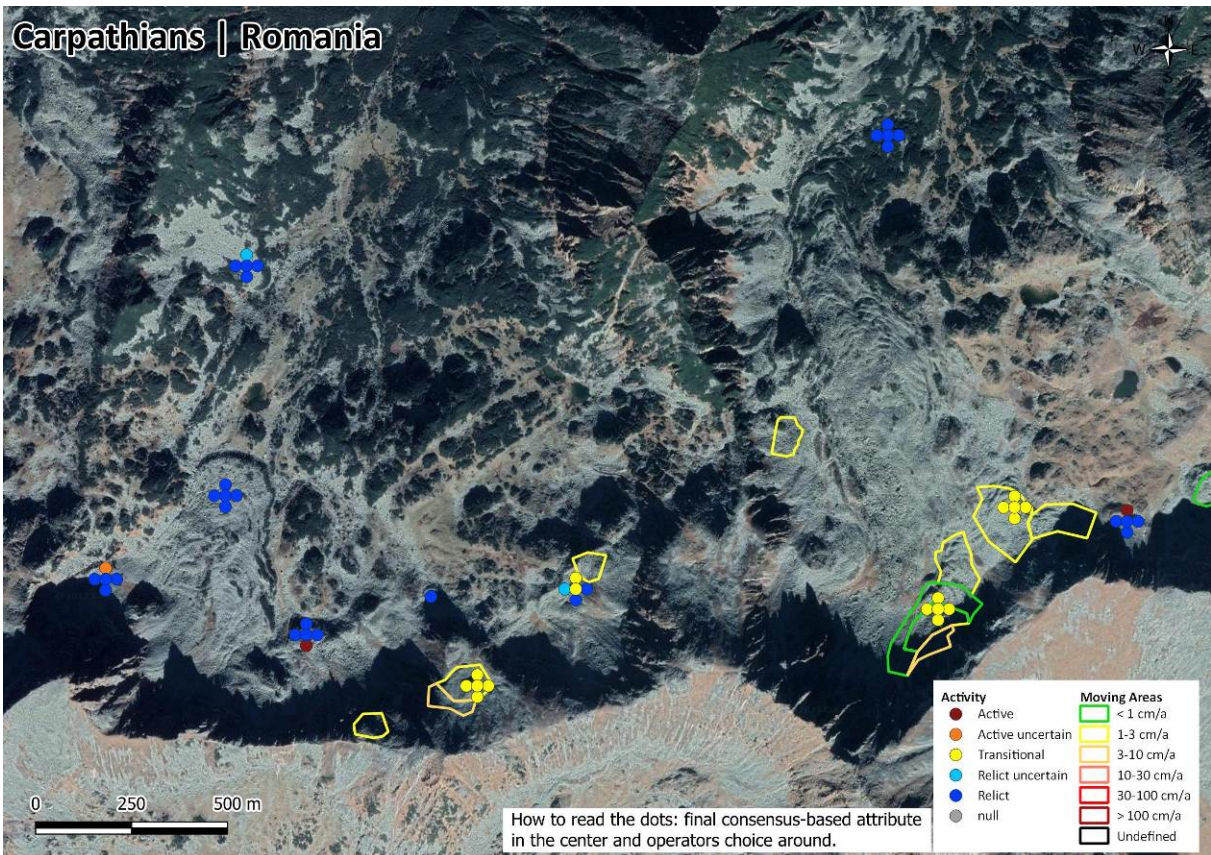 Carpathians | Romania
N
W E
0 250 500 m
How to read the dots: final consensus-based attribute
in the center and operators choice around.
Activity
Active
Active uncertain
Transitional
Relict uncertain
Relict
null
Moving Areas
< 1 cm/a
1-3 cm/a
3-10 cm/a
10-30 cm/a
30-100 cm/a
> 100 cm/a
Undefined